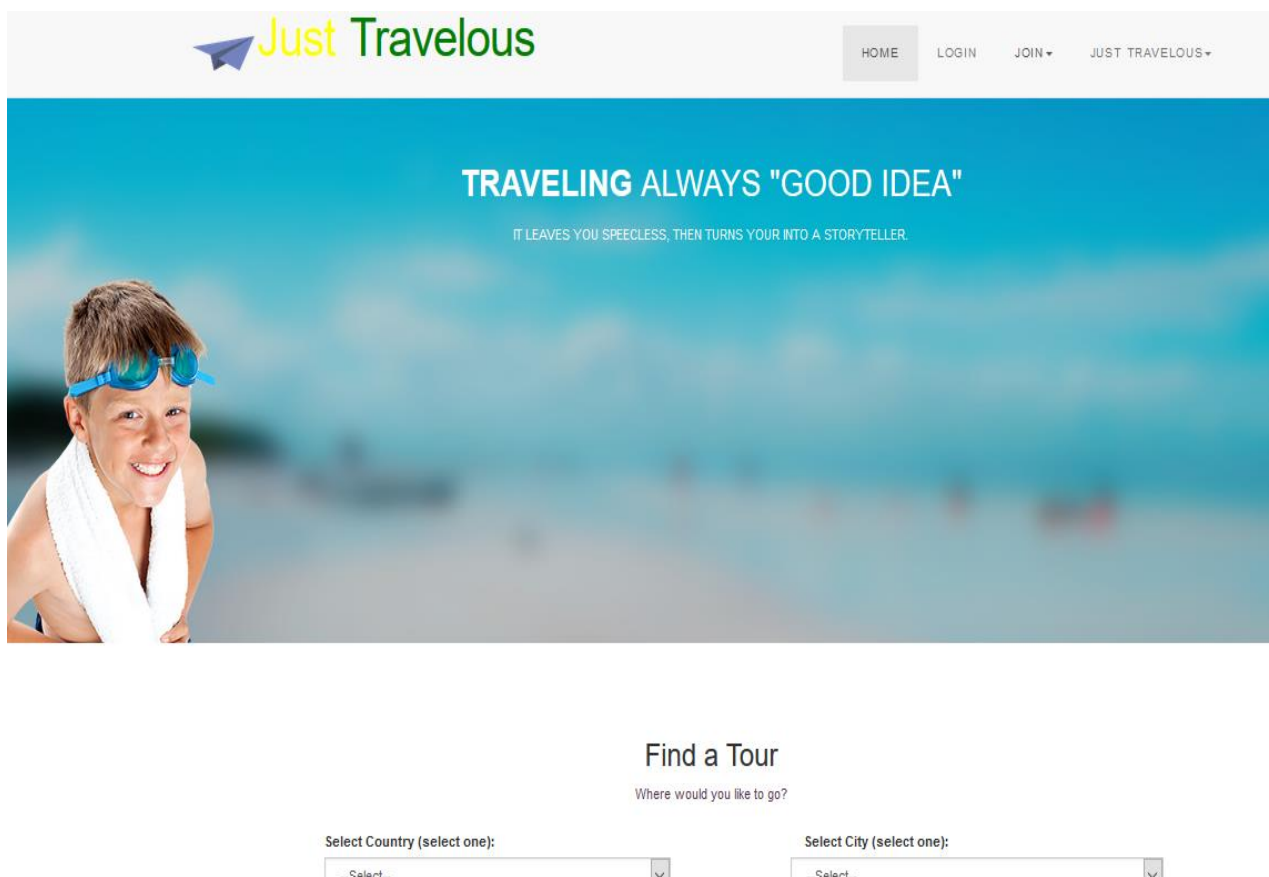 Just Travelous
HOME LOGIN JOIN JUST TRAVELOUS
TRAVELING ALWAYS "GOOD IDEA"
IT LEAVES YOU SPEECLESS, THEN TURNS YOUR INTO A STORYTELLER.
Find a Tour
Where would you like to go?
Select Country (select one): Select City (select one):
-- Select -- -- Select --